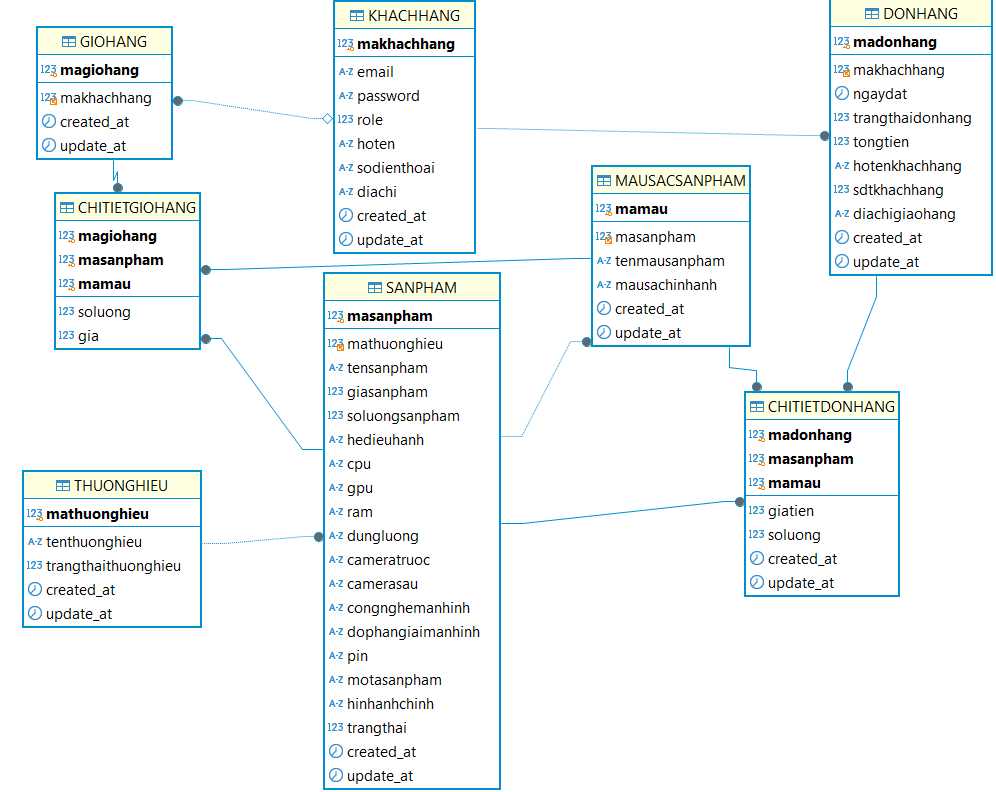 GIOHANG
magiohang
makhachhang
created_at
update_at
KHACHHANG
makhachhang
email
password
role
hoten
sodienthoai
diachi
created_at
update_at
DONHANG
madonhang
makhachhang
ngaydat
trangthaidonhang
tongtien
hotenkhachhang
sdtkhachhang
diachigiaohang
created_at
update_at
CHITIETGIOHANG
magiohang
masanpham
mamau
soluong
gia
MAUSACSANPHAM
mamau
masanpham
tenmausanpham
mausachinhanh
created_at
update_at
SANPHAM
masanpham
mathuonghieu
tensanpham
giasanpham
soluongsanpham
hedieuhanh
cpu
gpu
ram
dungluong
cameratruoc
camerasau
congnghemanhinh
dophangiaimanhinh
pin
motasanpham
hinhanhchinh
trangthai
created_at
update_at
CHITIETDONHANG
madonhang
masanpham
mamau
giatien
soluong
created_at
update_at
THUONGHIEU
mathuonghieu
tenthuonghieu
trangthaithuonghieu
created_at
update_at